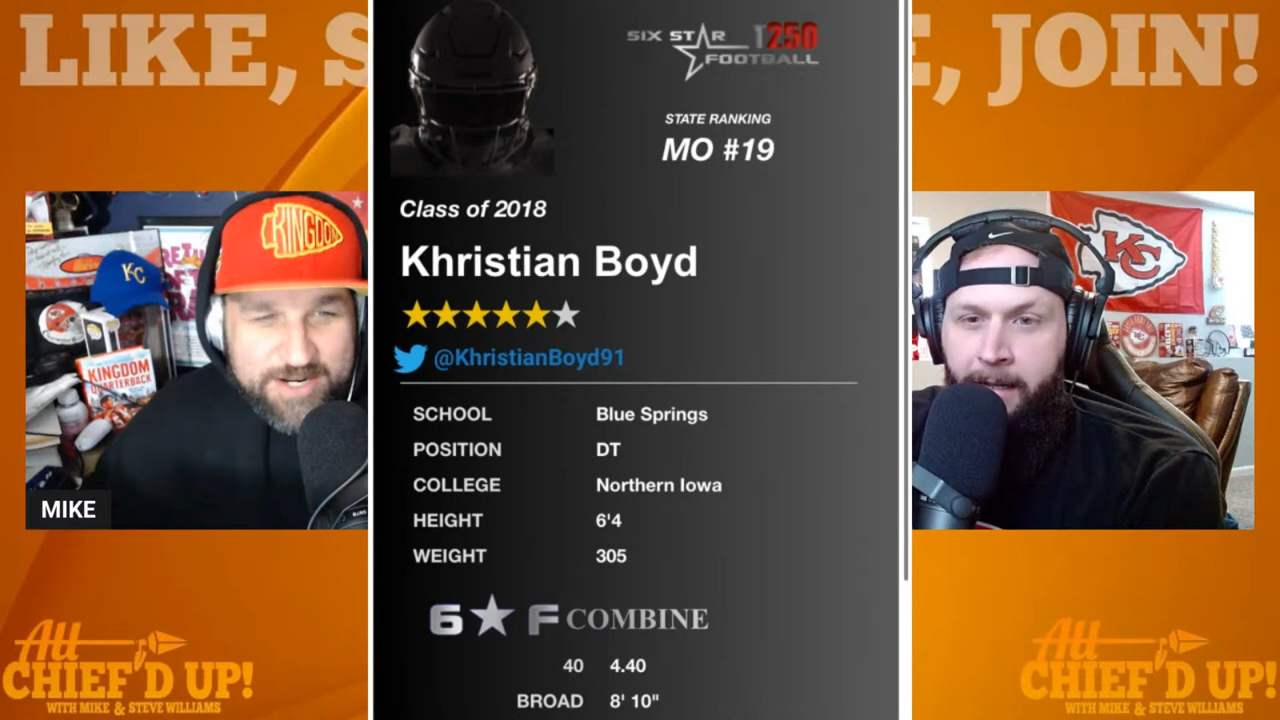 LIKE, S
E, JOIN!
SIX STAR T250
FOOTBALL
STATE RANKING
MO #19
Class of 2018
Khristian Boyd
@KhristianBoyd91
SCHOOL Blue Springs
POSITION DT
COLLEGE Northern Iowa
HEIGHT 6'4
WEIGHT 305
6 F COMBINE
40 4.40
BROAD 8' 10"
KINGDOM
KC
KINGDOM
QUARTERBACK
MIKE
KC
All
CHIEF'D UP!
WITH MIKE & STEVE WILLIAMS
All
CHIEF'D UP!
WITH MIKE & STEVE WILLIAMS